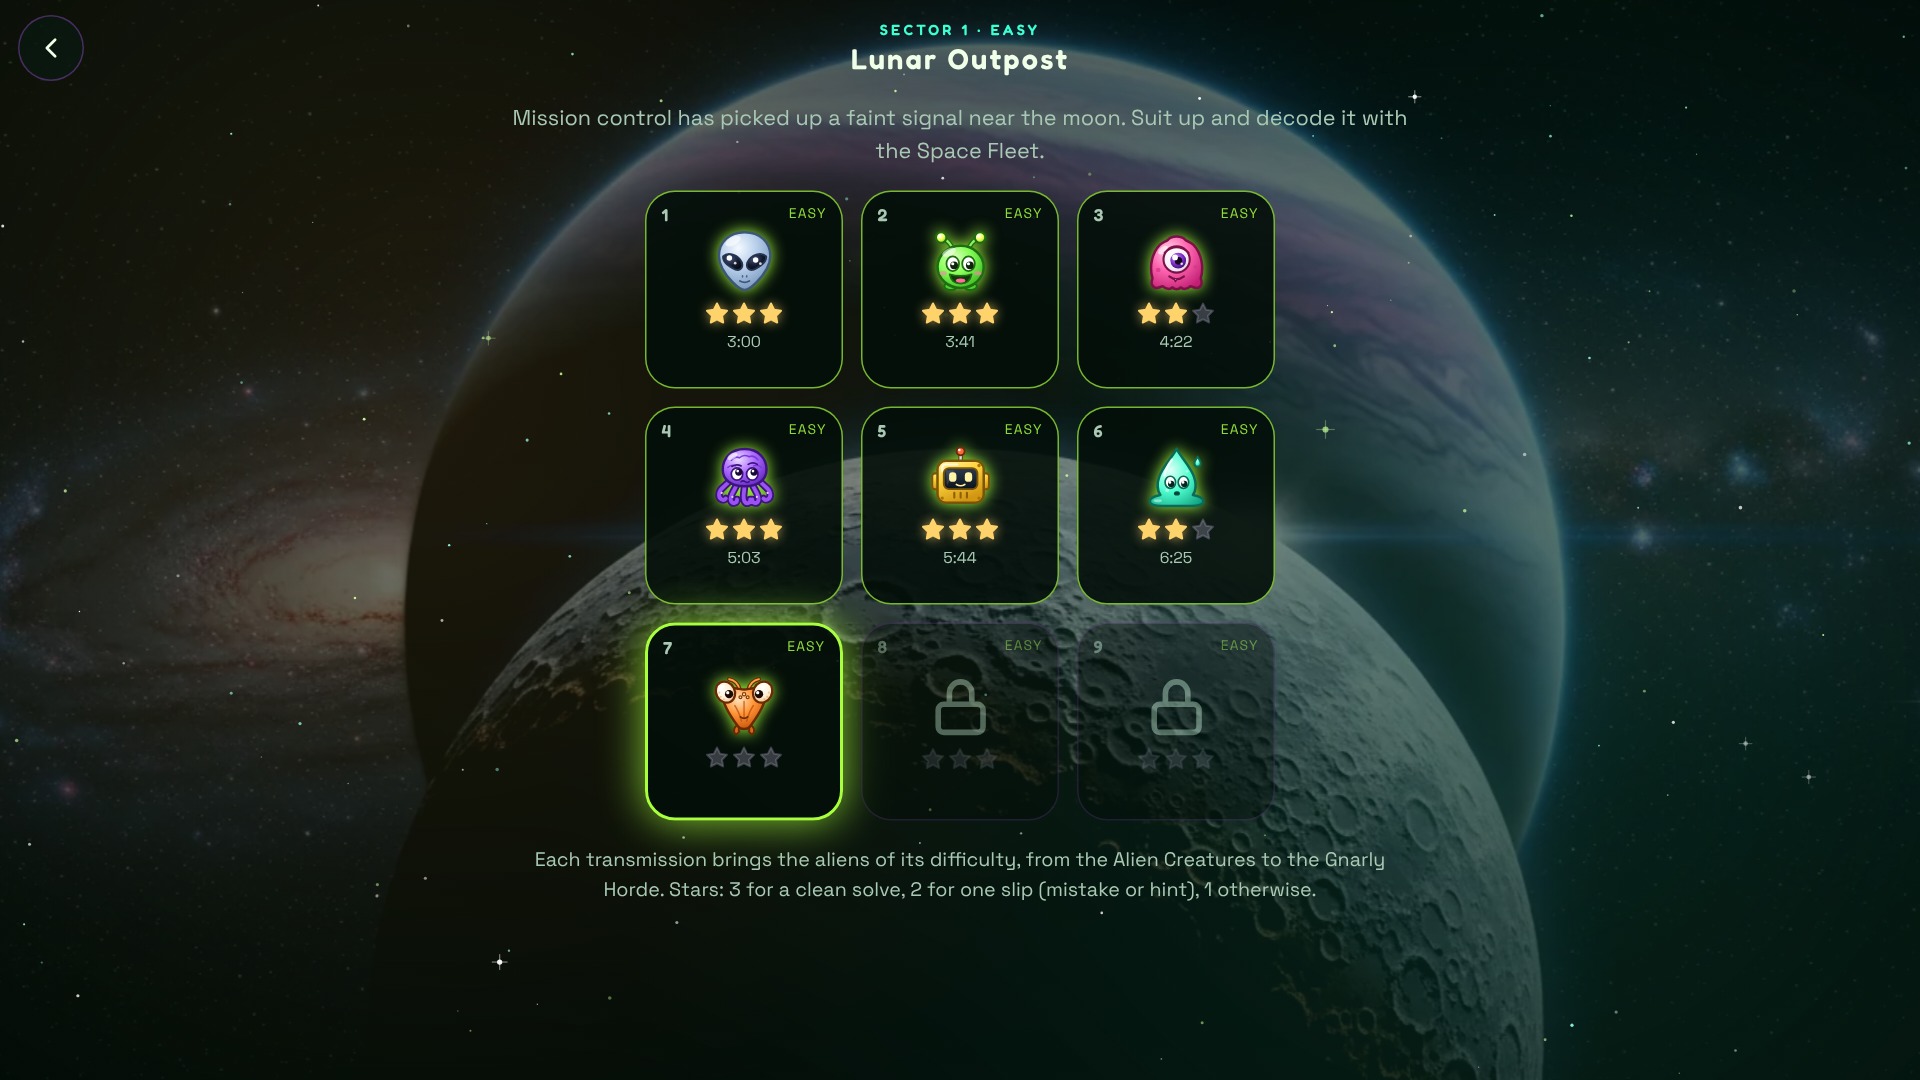 SECTOR 1 · EASY
Lunar Outpost
Mission control has picked up a faint signal near the moon. Suit up and decode it with
the Space Fleet.
1 EASY
3:00
2 EASY
3:41
3 EASY
4:22
4 EASY
5:03
5 EASY
5:44
6 EASY
6:25
7 EASY
8 EASY
9 EASY
Each transmission brings the aliens of its difficulty, from the Alien Creatures to the Gnarly
Horde. Stars: 3 for a clean solve, 2 for one slip (mistake or hint), 1 otherwise.